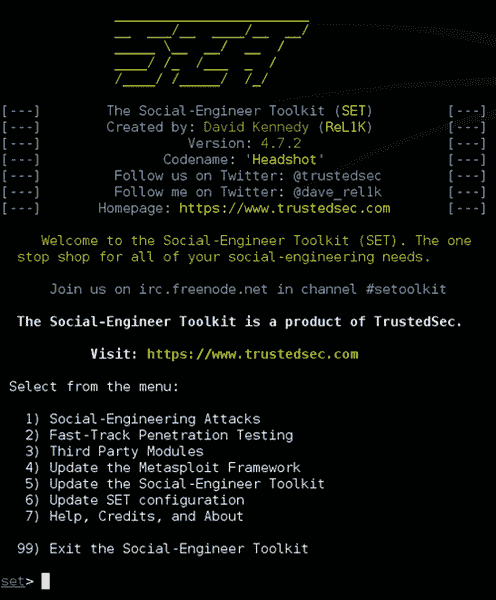 SET
[---] The Social-Engineer Toolkit (SET) [---]
[---] Created by: David Kennedy (ReL1K) [---]
[---] Version: 4.7.2 [---]
[---] Codename: 'Headshot' [---]
[---] Follow us on Twitter: @trustedsec [---]
[---] Follow me on Twitter: @dave_rel1k [---]
[---] Homepage: https://www.trustedsec.com [---]
Welcome to the Social-Engineer Toolkit (SET). The one
stop shop for all of your social-engineering needs.
Join us on irc.freenode.net in channel #setoolkit
The Social-Engineer Toolkit is a product of TrustedSec.
Visit: https://www.trustedsec.com
Select from the menu:
1) Social-Engineering Attacks
2) Fast-Track Penetration Testing
3) Third Party Modules
4) Update the Metasploit Framework
5) Update the Social-Engineer Toolkit
6) Update SET configuration
7) Help, Credits, and About
99) Exit the Social-Engineer Toolkit
set>